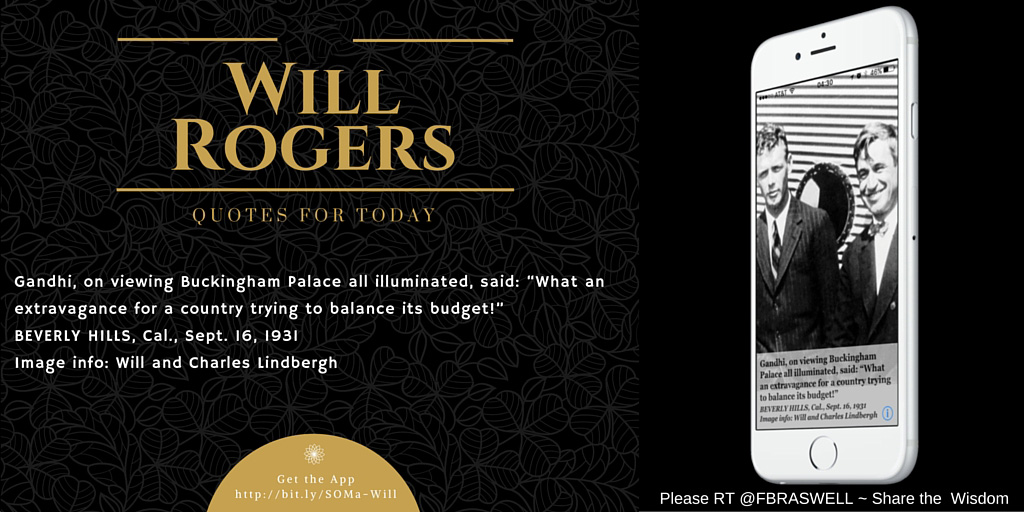 WILL
ROGERS
QUOTES FOR TODAY
Gandhi, on viewing Buckingham Palace all illuminated, said: “What an
extravagance for a country trying to balance its budget!”
BEVERLY HILLS, Cal., Sept. 16, 1931
Image info: Will and Charles Lindbergh
Get the App
http://bit.ly/SOMa-Will
AT&T 04:30 46%
Gandhi, on viewing Buckingham
Palace all illuminated, said: “What
an extravagance for a country trying
to balance its budget!”
BEVERLY HILLS, Cal., Sept. 16, 1931
Image info: Will and Charles Lindbergh
Please RT @FBRASWELL ~ Share the Wisdom